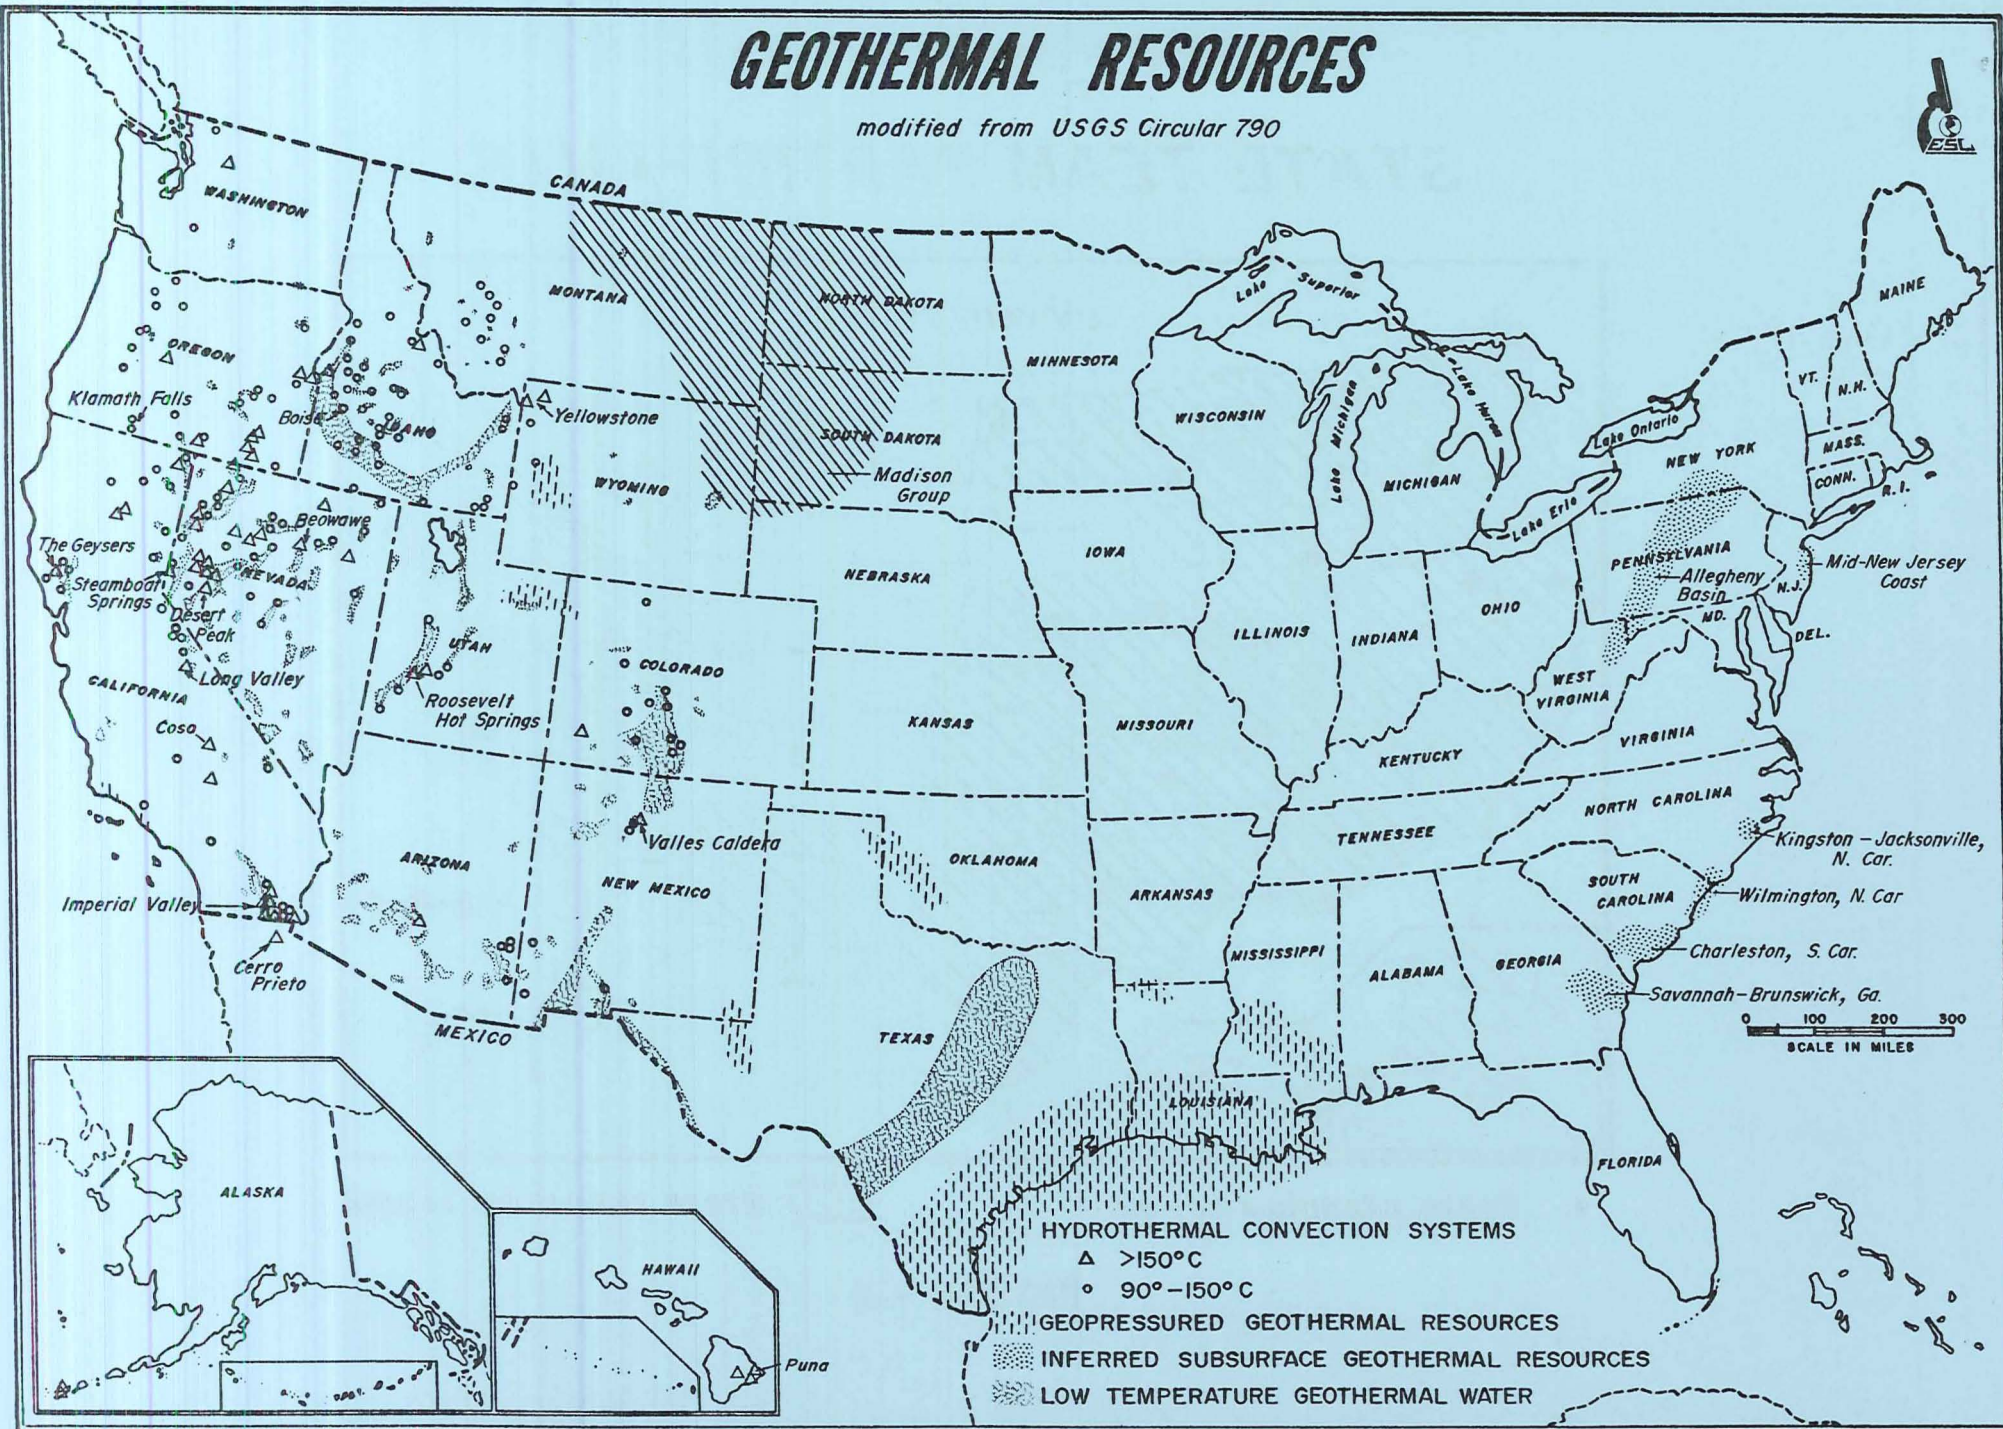 GEOTHERMAL RESOURCES
modified from USGS Circular 790
ESL
CANADA
WASHINGTON
MONTANA
NORTH DAKOTA
MINNESOTA
Lake Superior
MAINE
OREGON
Klamath Falls
Boise
IDAHO
Yellowstone
WYOMING
SOUTH DAKOTA
Madison
Group
WISCONSIN
Lake Michigan
Lake Huron
MICHIGAN
Lake Ontario
Lake Erie
NEW YORK
VT.
N.H.
MASS.
CONN.
R.I.
The Geysers
Steamboat
Springs
Beowawe
NEVADA
Desert
Peak
Long Valley
CALIFORNIA
Coso
UTAH
Roosevelt
Hot Springs
COLORADO
NEBRASKA
IOWA
KANSAS
MISSOURI
ILLINOIS
INDIANA
OHIO
PENNSYLVANIA
Allegheny
Basin
N.J.
Mid-New Jersey
Coast
MD.
DEL.
WEST
VIRGINIA
VIRGINIA
KENTUCKY
NORTH CAROLINA
TENNESSEE
Kingston-Jacksonville,
N. Car.
Wilmington, N. Car
SOUTH
CAROLINA
Charleston, S. Car.
Savannah-Brunswick, Ga.
0 100 200 300
SCALE IN MILES
Imperial Valley
Cerro
Prieto
MEXICO
ARIZONA
NEW MEXICO
Valles Caldera
OKLAHOMA
ARKANSAS
TEXAS
LOUISIANA
MISSISSIPPI
ALABAMA
GEORGIA
FLORIDA
ALASKA
HAWAII
Puna
HYDROTHERMAL CONVECTION SYSTEMS
>150°C
90°-150°C
GEOPRESSURED GEOTHERMAL RESOURCES
INFERRED SUBSURFACE GEOTHERMAL RESOURCES
LOW TEMPERATURE GEOTHERMAL WATER